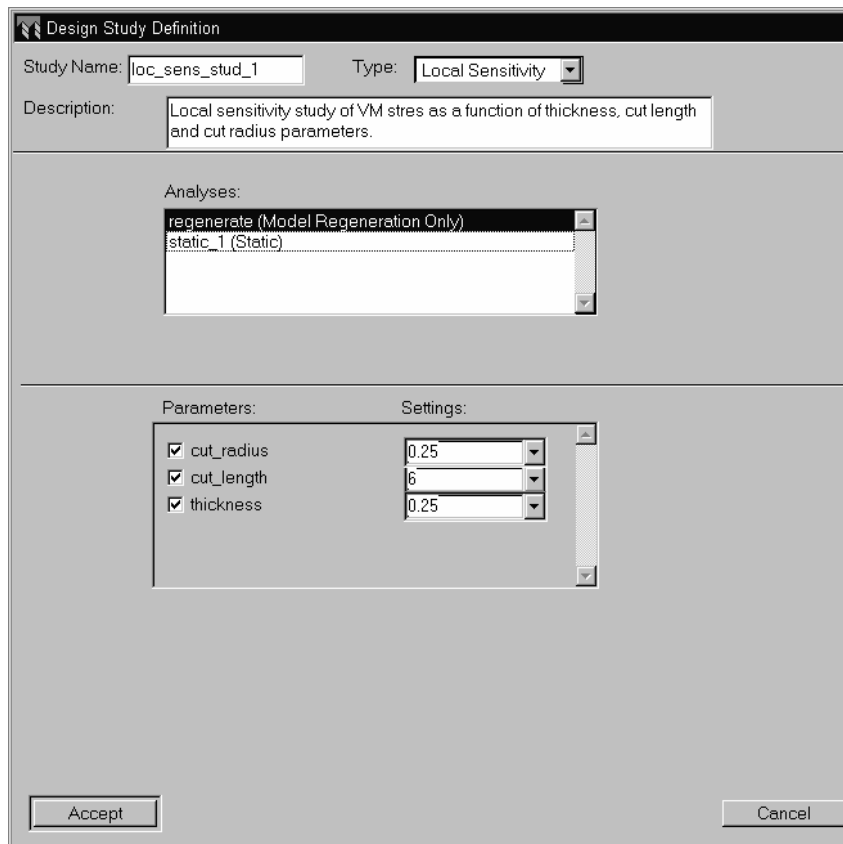 Design Study Definition
Study Name: loc_sens_stud_1 Type: Local Sensitivity
Description: Local sensitivity study of VM stres as a function of thickness, cut length
and cut radius parameters.
Analyses:
regenerate (Model Regeneration Only)
static_1 (Static)
Parameters: Settings:
cut_radius 0.25
cut_length 6
thickness 0.25
Accept Cancel